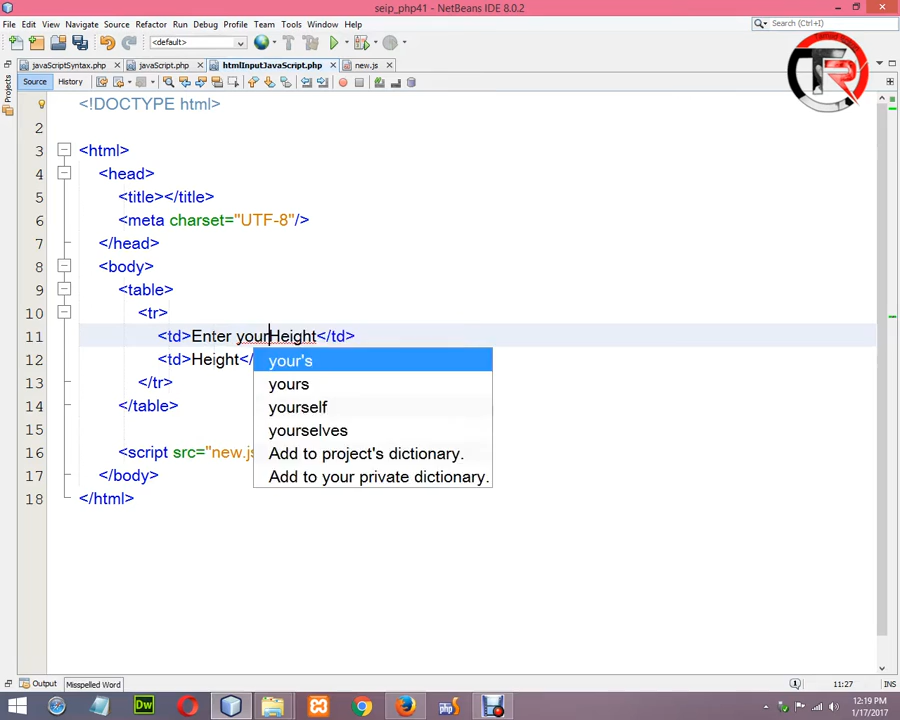 seip_php41 - NetBeans IDE 8.0.2
File Edit View Navigate Source Refactor Run Debug Profile Team Tools Window Help
<default>
Search (Ctrl+I)
javaScriptSyntax.php javaScript.php htmlInputJavaScript.php new.js
Source History
Projects
TR
1 <!DOCTYPE html>
2
3 <html>
4 <head>
5 <title></title>
6 <meta charset="UTF-8"/>
7 </head>
8 <body>
9 <table>
10 <tr>
11 <td>Enter yourHeight</td>
12 <td>Height</
13 </tr>
14 </table>
15
16 <script src="new.js
17 </body>
18 </html>
your's
yours
yourself
yourselves
Add to project's dictionary.
Add to your private dictionary.
Output Misspelled Word
11:27
Dw
12:19 PM
1/17/2017